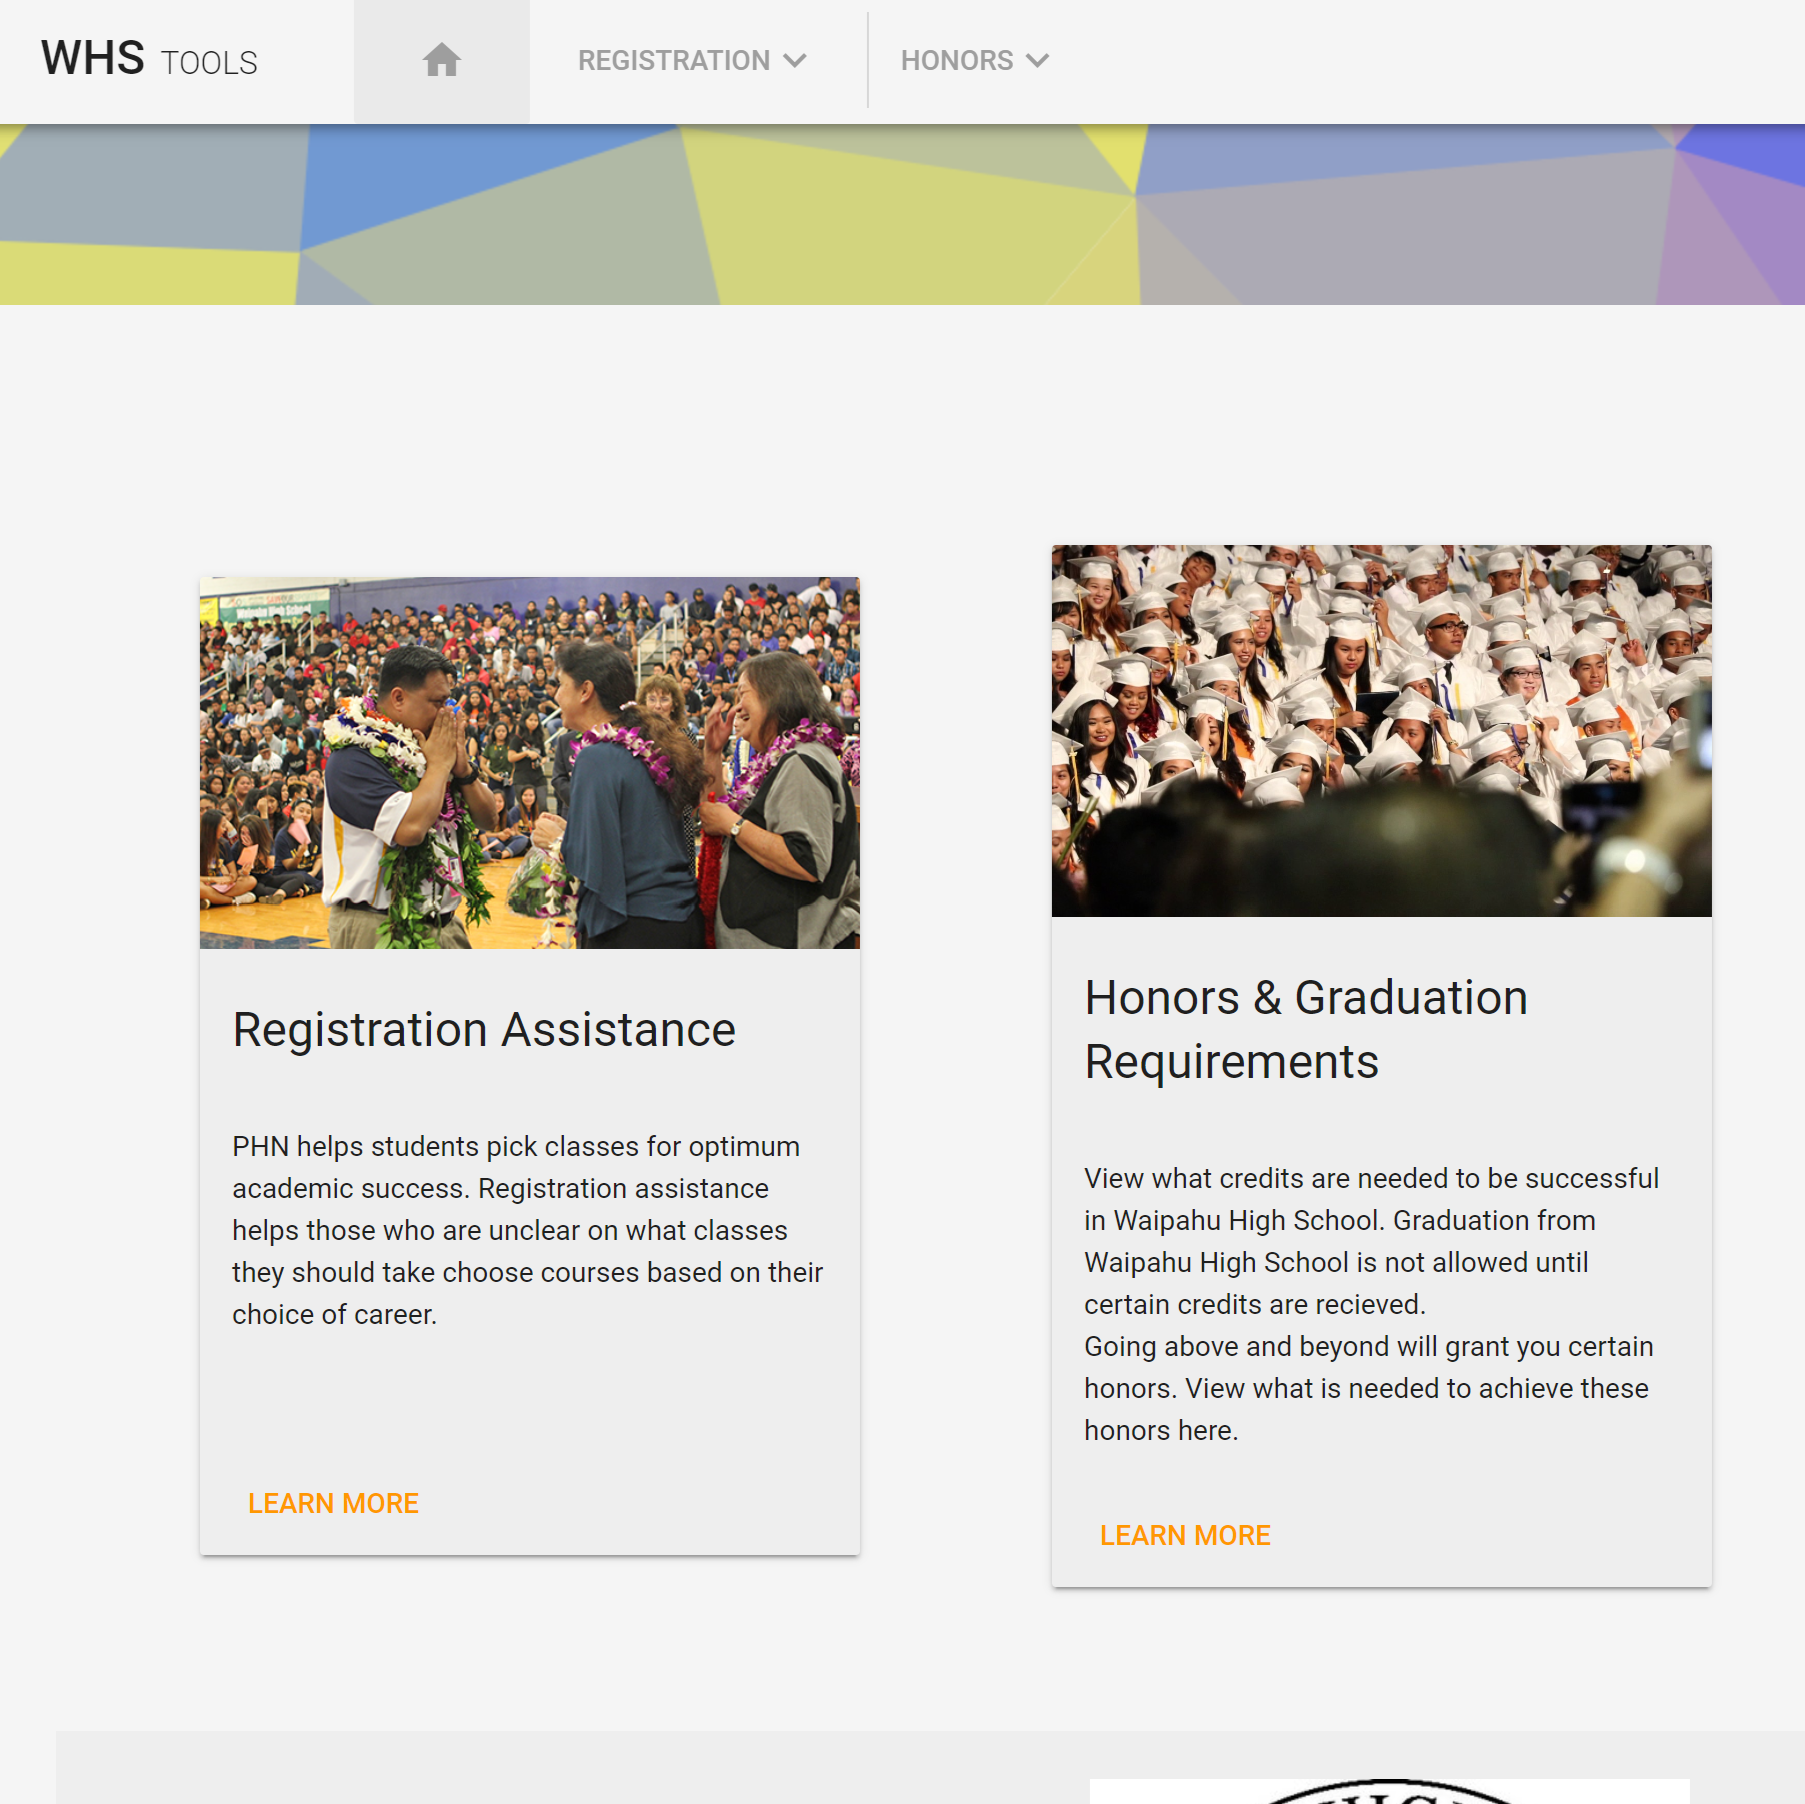 WHS TOOLS
REGISTRATION
HONORS
Waipahu High School
Registration Assistance
PHN helps students pick classes for optimum
academic success. Registration assistance
helps those who are unclear on what classes
they should take choose courses based on their
choice of career.
LEARN MORE
Honors & Graduation
Requirements
View what credits are needed to be successful
in Waipahu High School. Graduation from
Waipahu High School is not allowed until
certain credits are recieved.
Going above and beyond will grant you certain
honors. View what is needed to achieve these
honors here.
LEARN MORE